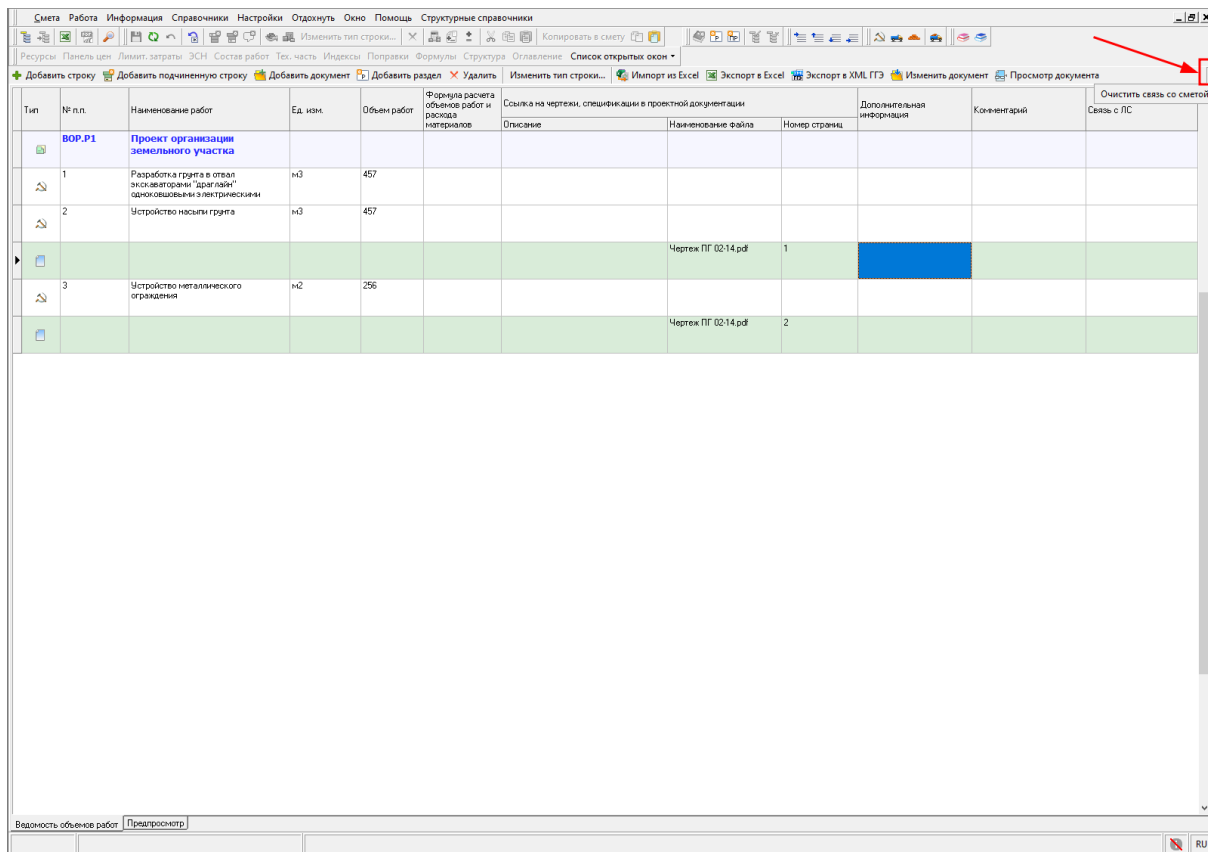 Смета Работа Информация Справочники Настройки Отдохнуть Окно Помощь Структурные справочники
Изменить тип строки... Копировать в смету
Ресурсы Панель цен Лимит. затраты ЭСН Состав работ Тех. часть Индексы Поправки Формулы Структура Оглавление Список открытых окон
Добавить строку Добавить подчиненную строку Добавить документ Добавить раздел Удалить Изменить тип строки... Импорт из Excel Экспорт в Excel Экспорт в XML ГГЭ Изменить документ Просмотр документа
Очистить связь со сметой
Тип № п.п. Наименование работ Ед. изм. Объем работ Формула расчета объемов работ и расхода материалов Ссылка на чертежи, спецификации в проектной документации Дополнительная информация Комментарий Связь с ЛС
Описание Наименование файла Номер страниц
ВОР.Р1 Проект организации
земельного участка
1 Разработка грунта в отвал м3 457
экскаваторами "драглайн"
одноковшовыми электрическими
2 Устройство насыпи грунта м3 457
Чертеж ПГ 02-14.pdf 1
3 Устройство металлического м2 256
ограждения
Чертеж ПГ 02-14.pdf 2
Ведомость объемов работ Предпросмотр
RU